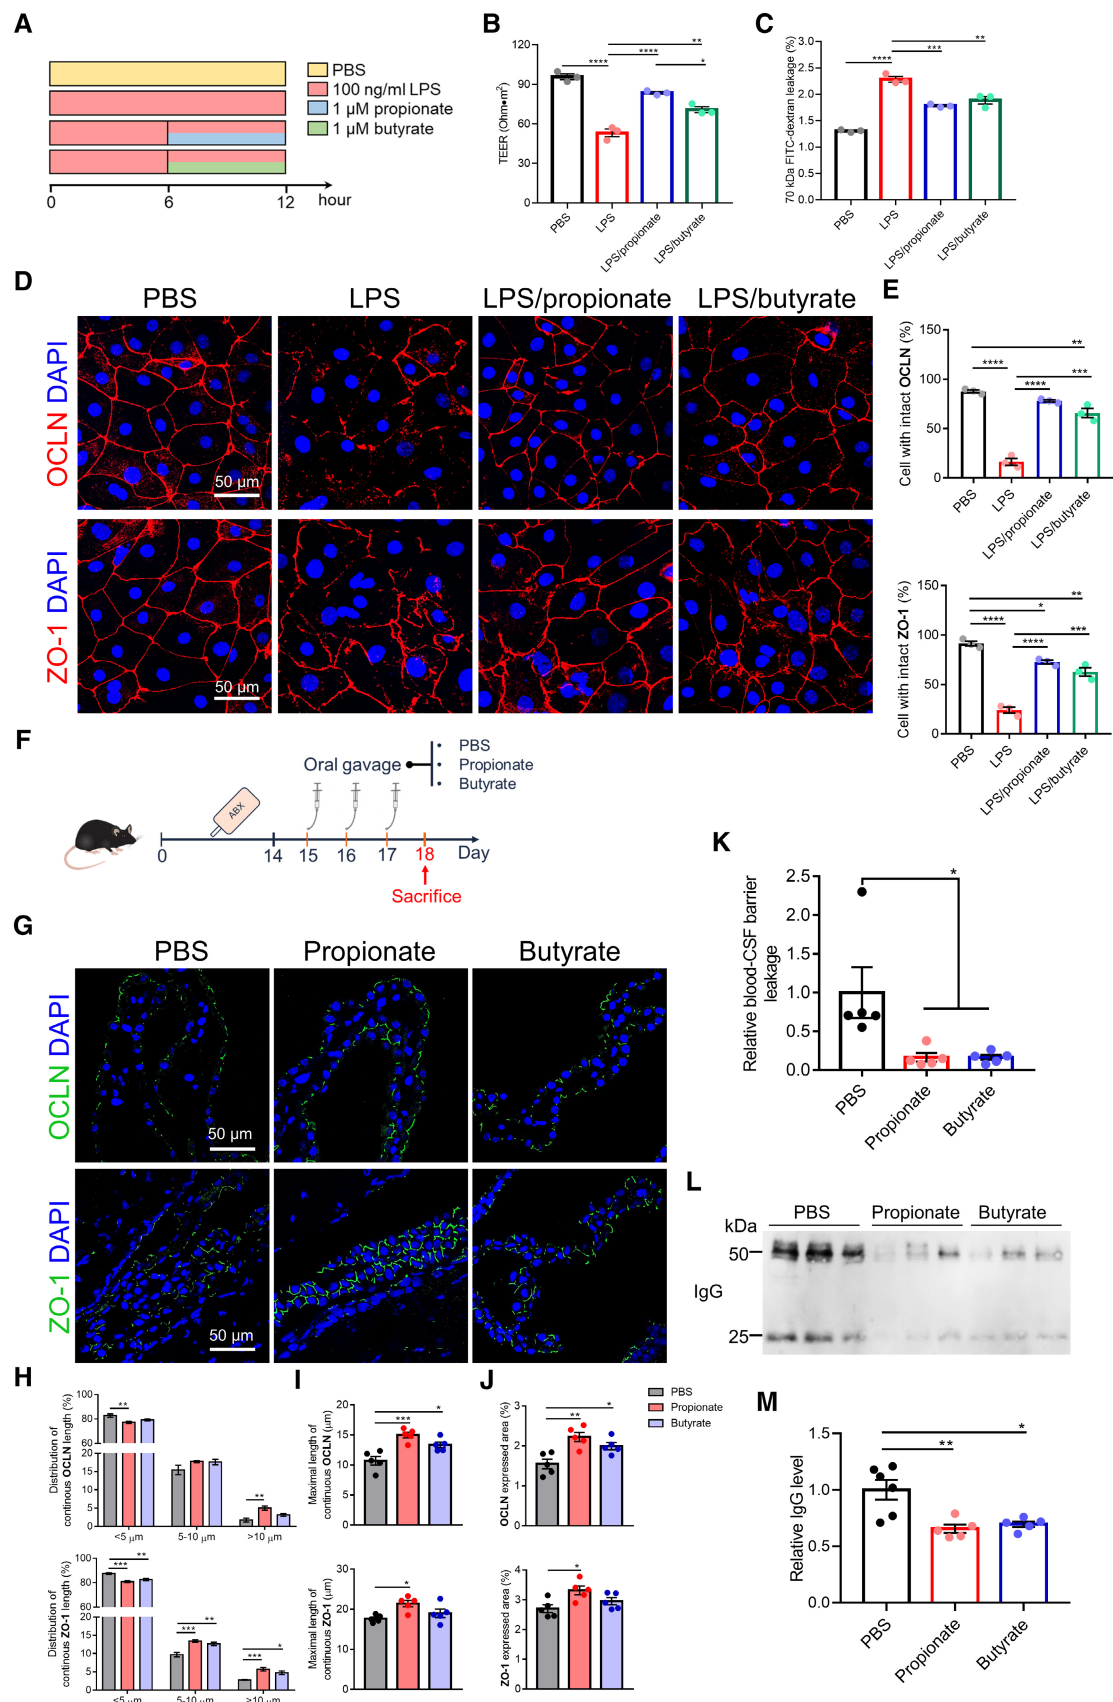 A
PBS
100 ng/ml LPS
1 μM propionate
1 μM butyrate
0
6
12
hour
B
TEER (Ohm•m²)
120
90
60
30
0
****
****
**
*
PBS
LPS
LPS/propionate
LPS/butyrate
C
70 kDa FITC-dextran leakage (%)
3.0
2.5
2.0
1.5
1.0
0.5
0.0
****
***
**
PBS
LPS
LPS/propionate
LPS/butyrate
D
PBS
LPS
LPS/propionate
LPS/butyrate
OCLN DAPI
50 μm
ZO-1 DAPI
50 μm
E
Cell with intact OCLN (%)
150
100
50
0
**
****
***
****
PBS
LPS
LPS/propionate
LPS/butyrate
Cell with intact ZO-1 (%)
150
100
50
0
**
*
****
***
****
PBS
LPS
LPS/propionate
LPS/butyrate
F
ABX
Oral gavage
• PBS
• Propionate
• Butyrate
0
14
15
16
17
18
Day
Sacrifice
G
PBS
Propionate
Butyrate
OCLN DAPI
50 μm
ZO-1 DAPI
50 μm
H
Distribution of
continous OCLN length (%)
100
80
60
20
15
10
5
0
**
**
<5 μm
5-10 μm
>10 μm
Distribution of
continous ZO-1 length (%)
100
80
60
20
15
10
5
0
**
***
**
***
*
***
<5 μm
5-10 μm
>10 μm
I
Maximal length of
continuous OCLN (μm)
20
15
10
5
0
*
***
Maximal length of
continuous ZO-1 (μm)
30
20
10
0
*
J
OCLN expressed area (%)
3
2
1
0
*
**
ZO-1 expressed area (%)
4
3
2
1
0
*
PBS
Propionate
Butyrate
K
Relative blood-CSF barrier
leakage
2.5
2.0
1.5
1.0
0.5
0.0
*
PBS
Propionate
Butyrate
L
PBS
Propionate
Butyrate
kDa
50
IgG
25
M
Relative IgG level
1.5
1.0
0.5
0.0
*
**
PBS
Propionate
Butyrate